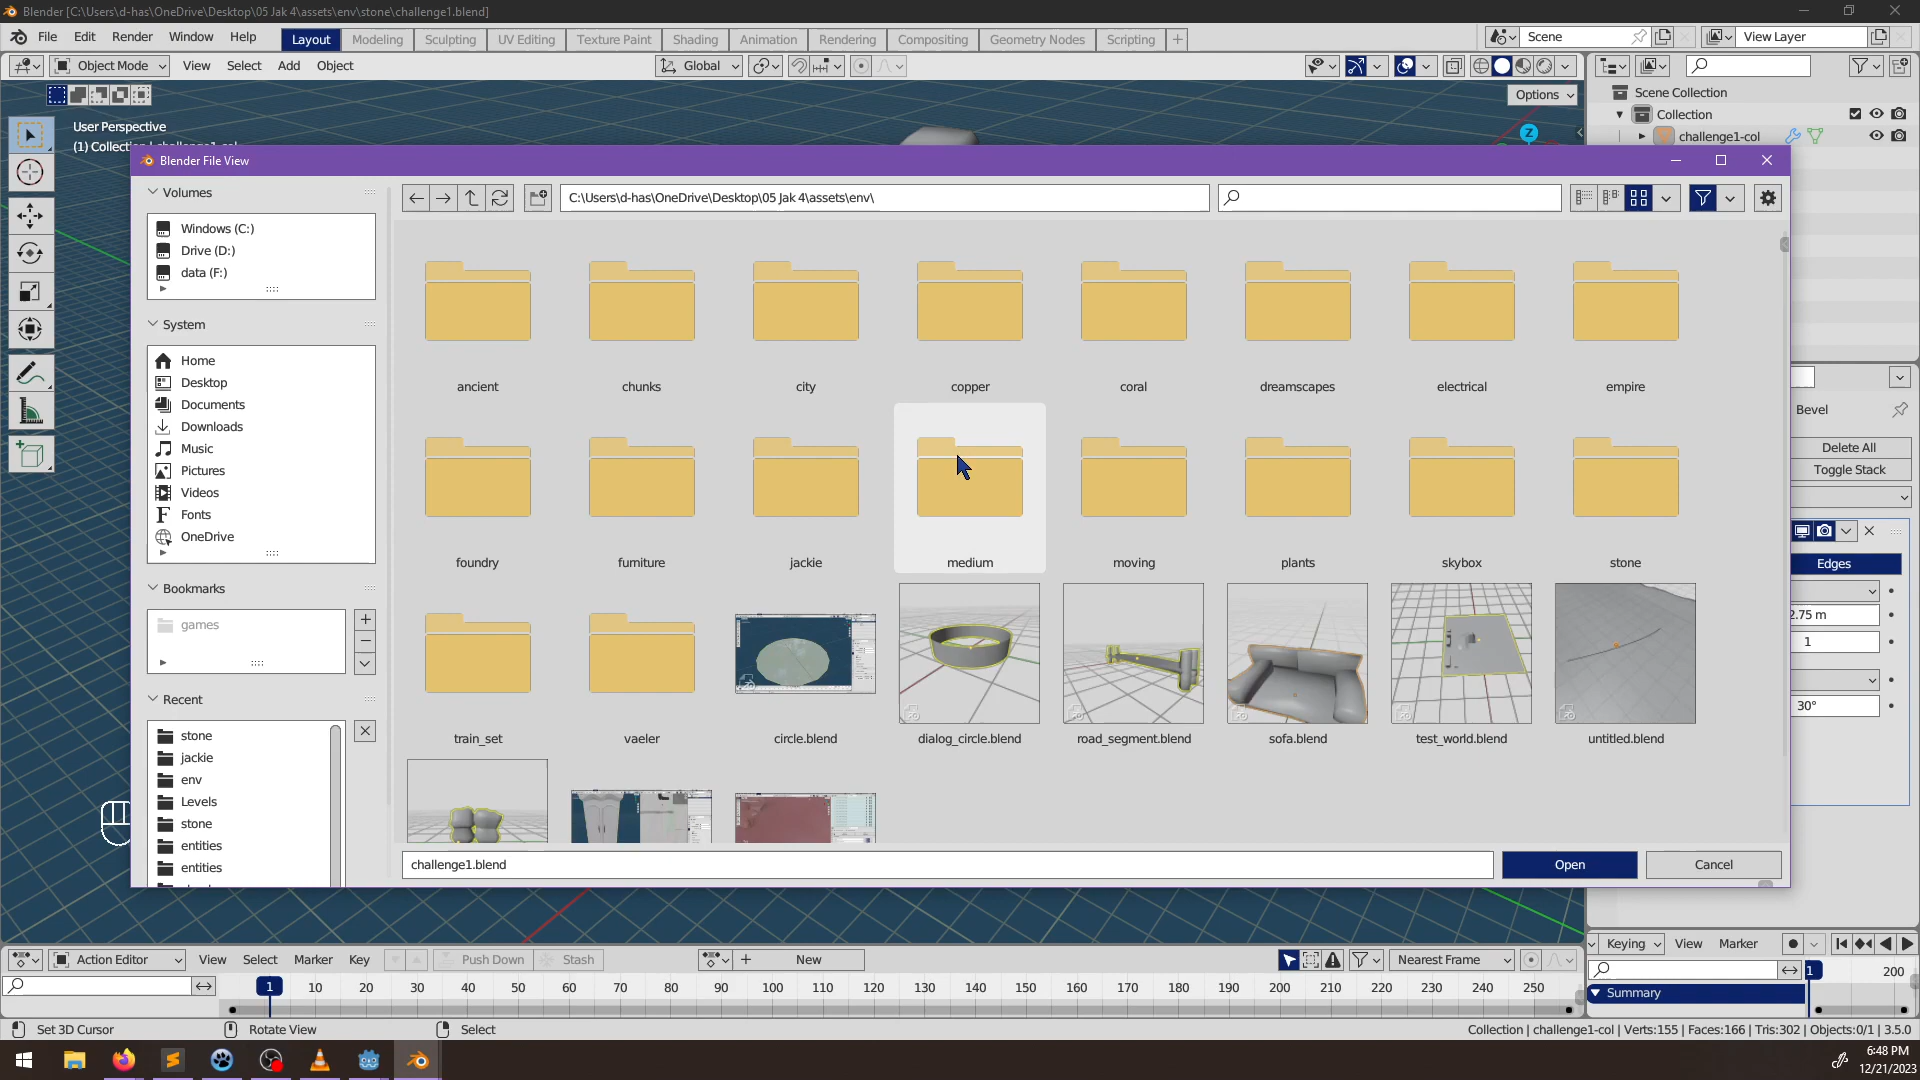 Blender [C:\Users\d-has\OneDrive\Desktop\05 Jak 4\assets\env\stone\challenge1.blend]
File Edit Render Window Help Layout Modeling Sculpting UV Editing Texture Paint Shading Animation Rendering Compositing Geometry Nodes Scripting + Scene View Layer
Object Mode View Select Add Object Global
Options
User Perspective
Scene Collection
Collection
challenge1-col
Z
Blender File View
Volumes
Windows (C:)
Drive (D:)
data (F:)
System
Home
Desktop
Documents
Downloads
Music
Pictures
Videos
Fonts
OneDrive
Bookmarks
games
Recent
stone
jackie
env
Levels
stone
entities
entities
C:\Users\d-has\OneDrive\Desktop\05 Jak 4\assets\env\
ancient chunks city copper coral dreamscapes electrical empire
foundry furniture jackie medium moving plants skybox stone
train_set vaeler circle.blend dialog_circle.blend road_segment.blend sofa.blend test_world.blend untitled.blend
challenge1.blend Open Cancel
Bevel
Delete All
Toggle Stack
Edges
2.75 m
1
30°
Action Editor View Select Marker Key Push Down Stash New Nearest Frame Keying View Marker
1 10 20 30 40 50 60 70 80 90 100 110 120 130 140 150 160 170 180 190 200 210 220 230 240 250 1 200
Summary
Set 3D Cursor Rotate View Select Collection | challenge1-col | Verts:155 | Faces:166 | Tris:302 | Objects:0/1 | 3.5.0
6:48 PM
12/21/2023